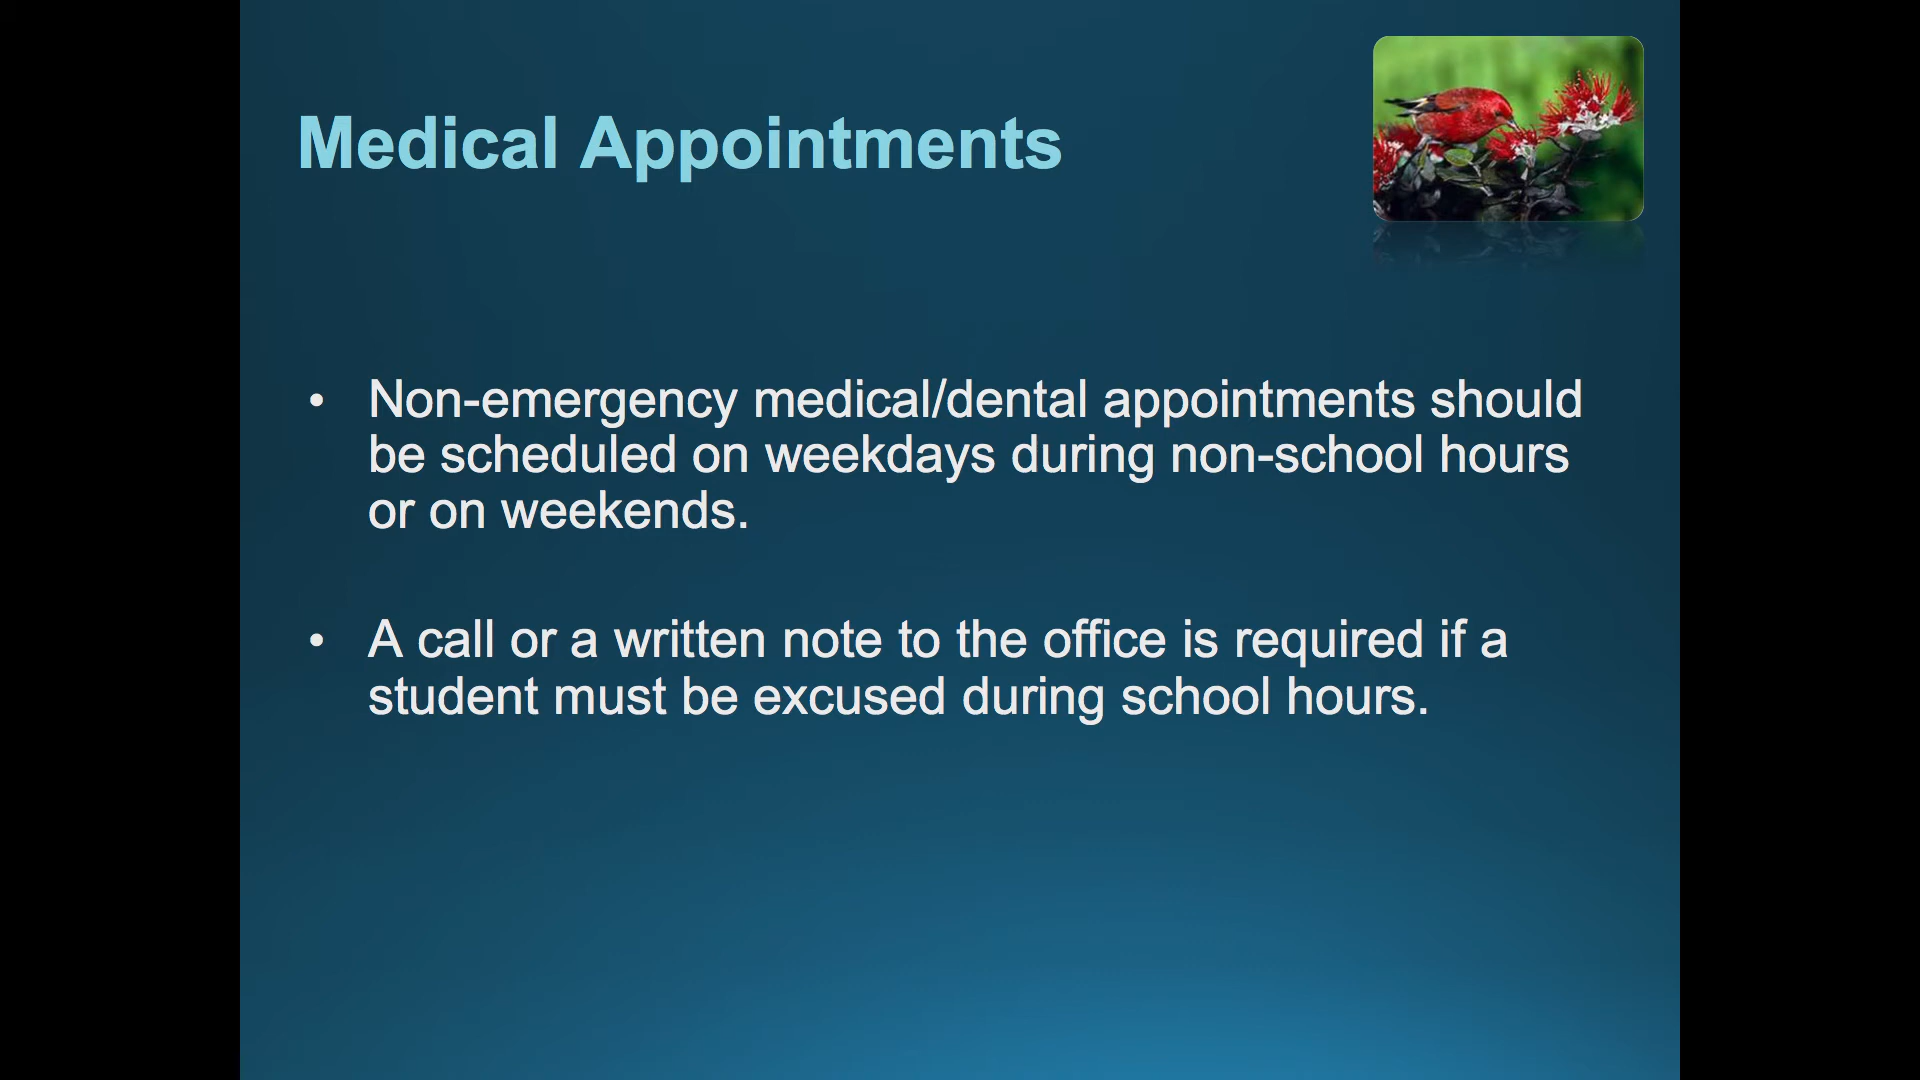 Medical Appointments
• Non-emergency medical/dental appointments should
be scheduled on weekdays during non-school hours
or on weekends.
• A call or a written note to the office is required if a
student must be excused during school hours.